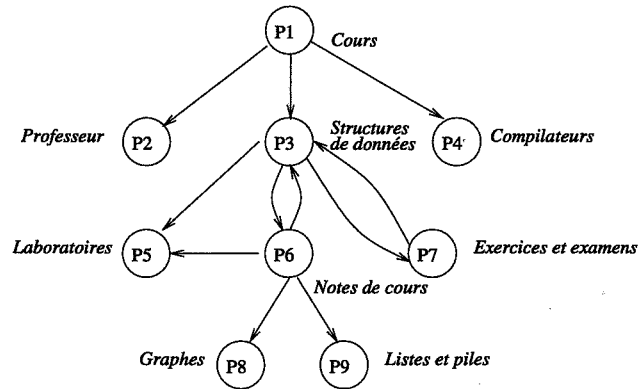 P1
Cours
Professeur
P2
P3
Structures
de données
P4
Compilateurs
Laboratoires
P5
P6
P7
Exercices et examens
Notes de cours
Graphes
P8
P9
Listes et piles